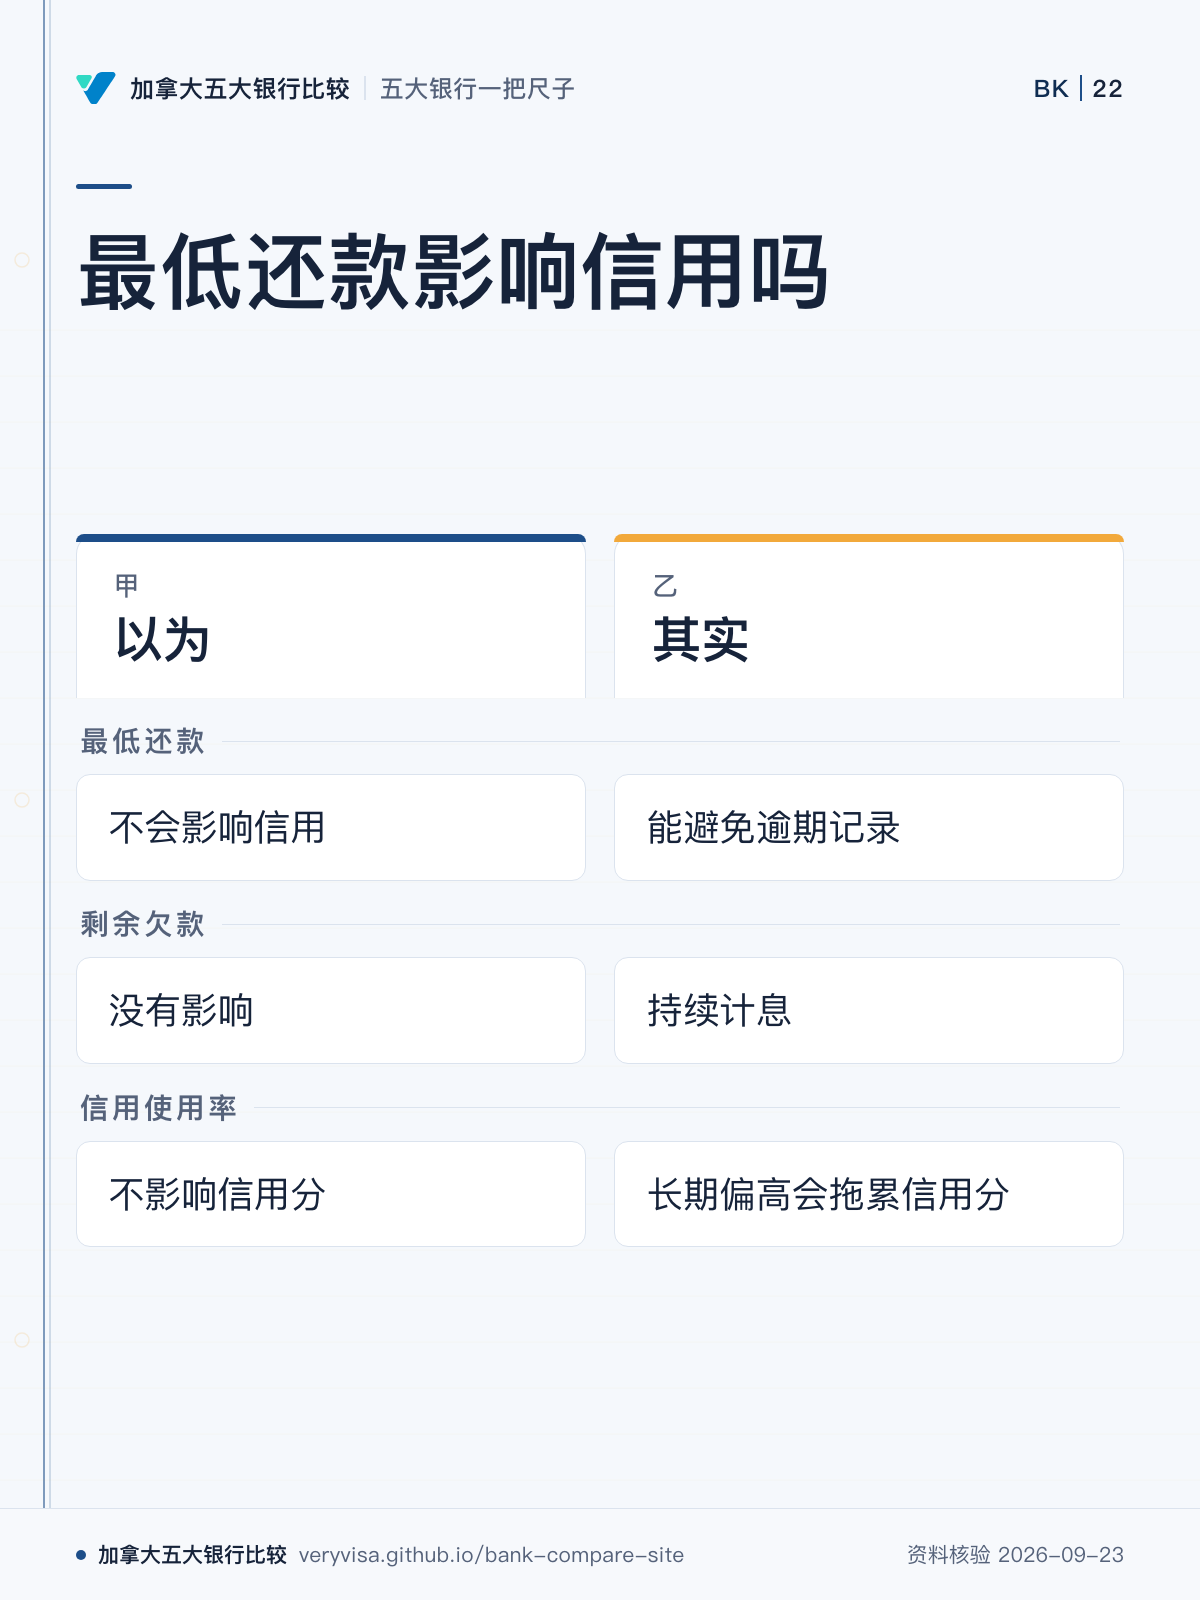 加拿大五大银行比较 五大银行一把尺子
BK 22
最低还款影响信用吗
甲
以为
乙
其实
最低还款
不会影响信用
能避免逾期记录
剩余欠款
没有影响
持续计息
信用使用率
不影响信用分
长期偏高会拖累信用分
加拿大五大银行比较 veryvisa.github.io/bank-compare-site
资料核验 2026-09-23